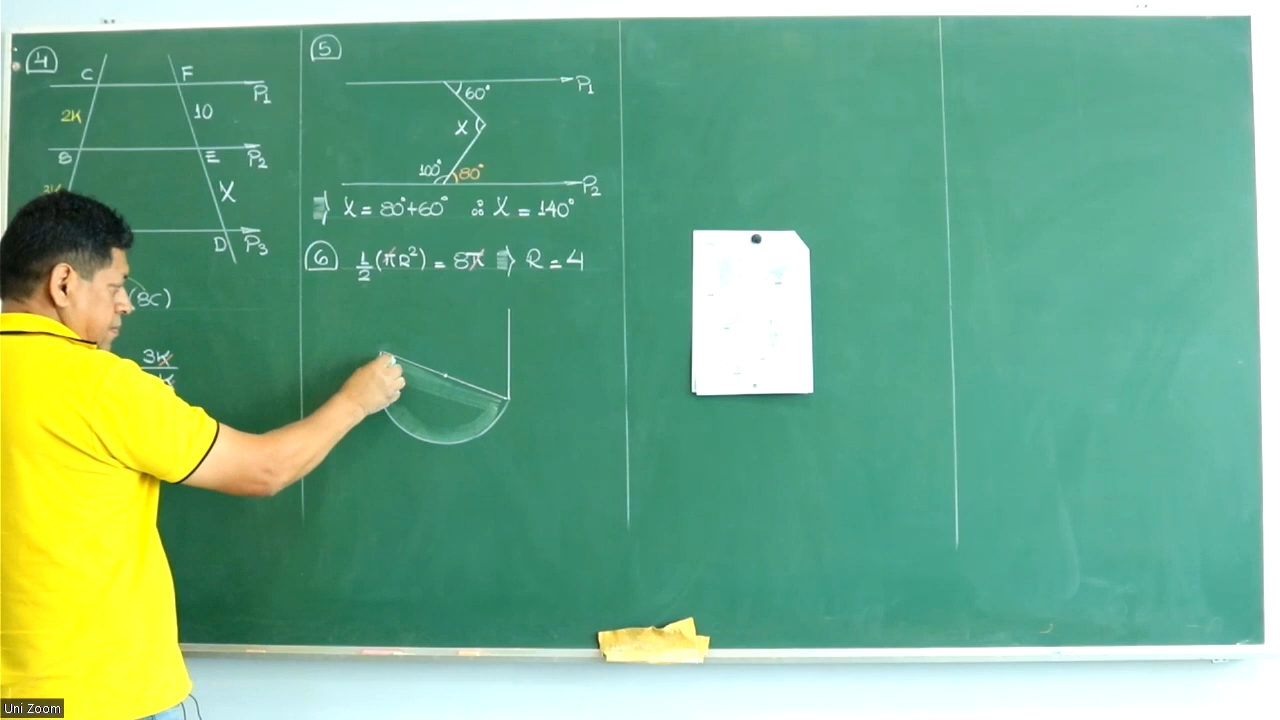 4
C F
P₁
2K 10
B E P₂
X
D P₃
(BC)
3K
5
P₁
60°
X
100° 80°
P₂
⇒ X = 80°+60° ∴ X = 140°
6 1/2 (πR²) = 8π ⇒ R = 4
Uni Zoom